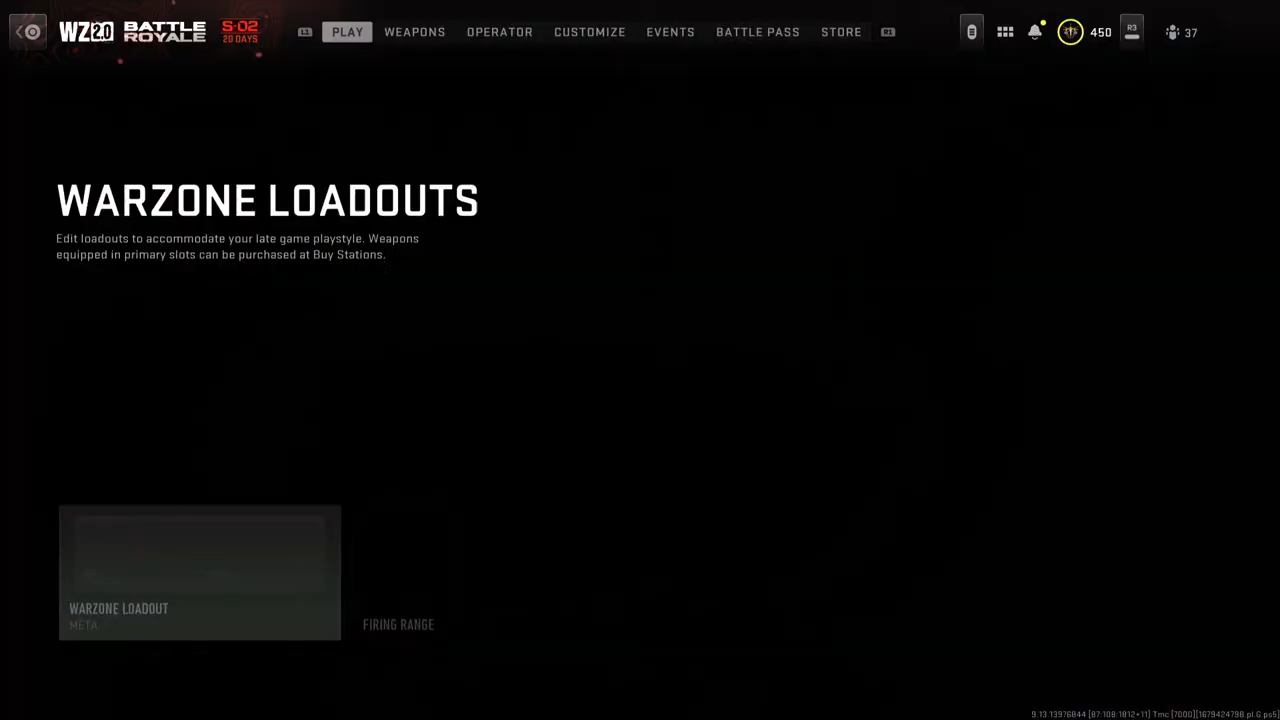 WZ2.0 BATTLE ROYALE S-02 20 DAYS L1 PLAY WEAPONS OPERATOR CUSTOMIZE EVENTS BATTLE PASS STORE R1 450 R3 37
WARZONE LOADOUTS
Edit loadouts to accommodate your late game playstyle. Weapons
equipped in primary slots can be purchased at Buy Stations.
WARZONE LOADOUT
META
FIRING RANGE